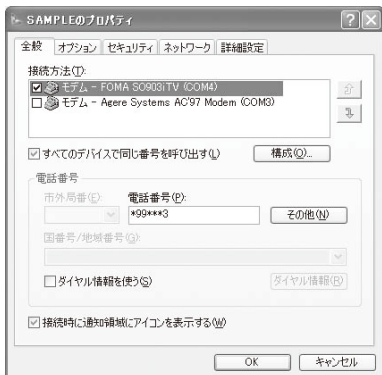 SAMPLEのプロパティ
全般 オプション セキュリティ ネットワーク 詳細設定
接続方法(T):
モデム - FOMA SO903iTV (COM4)
モデム - Agere Systems AC'97 Modem (COM3)
すべてのデバイスで同じ番号を呼び出す(L) 構成(O)...
電話番号
市外局番(E): 電話番号(P):
*99***3 その他(N)
国番号/地域番号(G):
ダイヤル情報を使う(S) ダイヤル情報(R)
接続時に通知領域にアイコンを表示する(W)
OK キャンセル